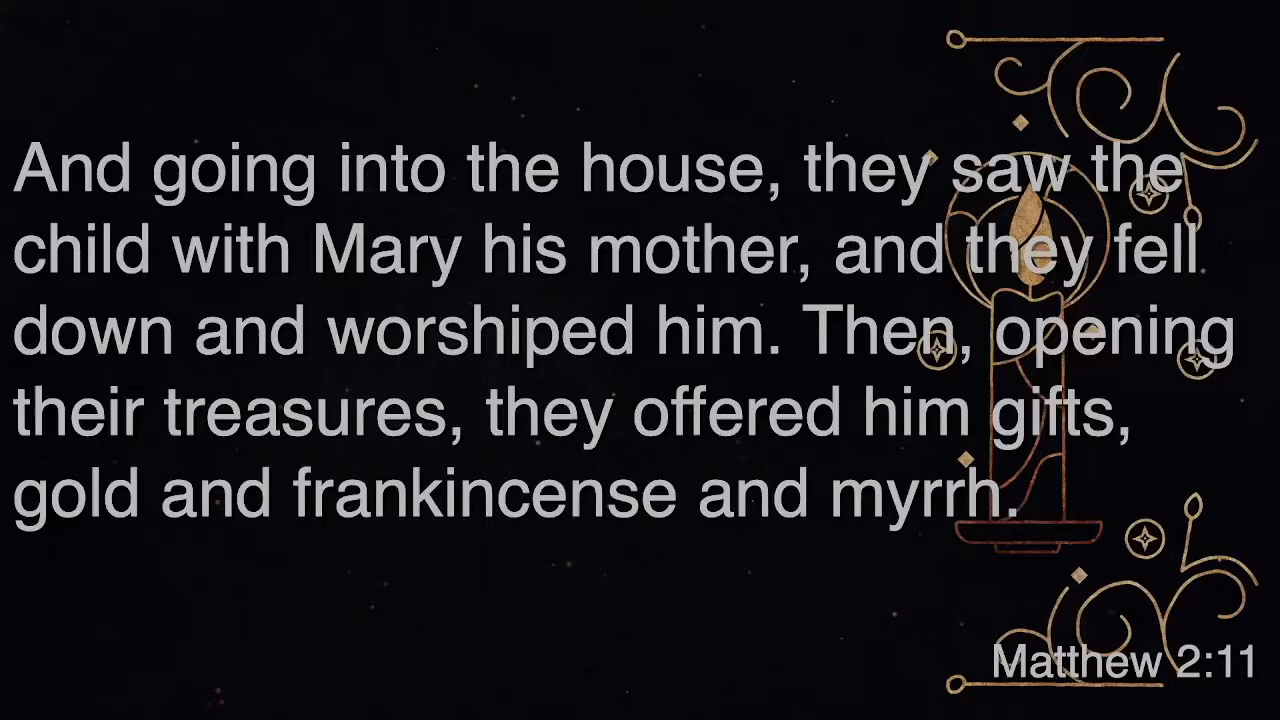 And going into the house, they saw the
child with Mary his mother, and they fell
down and worshiped him. Then, opening
their treasures, they offered him gifts,
gold and frankincense and myrrh.
Matthew 2:11